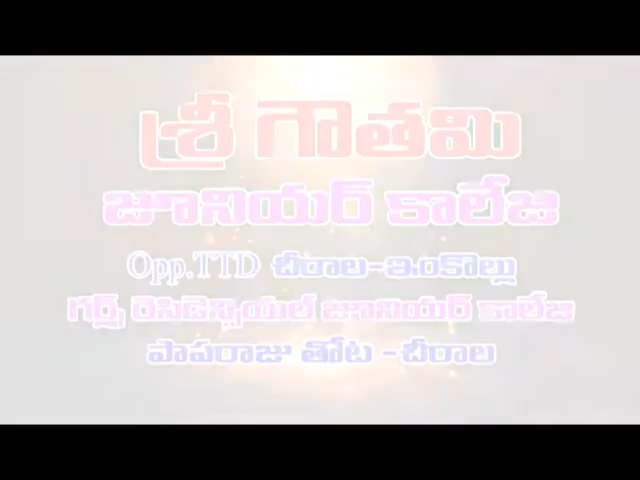 శ్రీ గౌతమి
జూనియర్ కాలేజి
Opp.TTD చీరాల-ఇంకొల్లు
గర్ల్స్ రెసిడెన్షియల్ జూనియర్ కాలేజి
పాపరాజు తోట - చీరాల